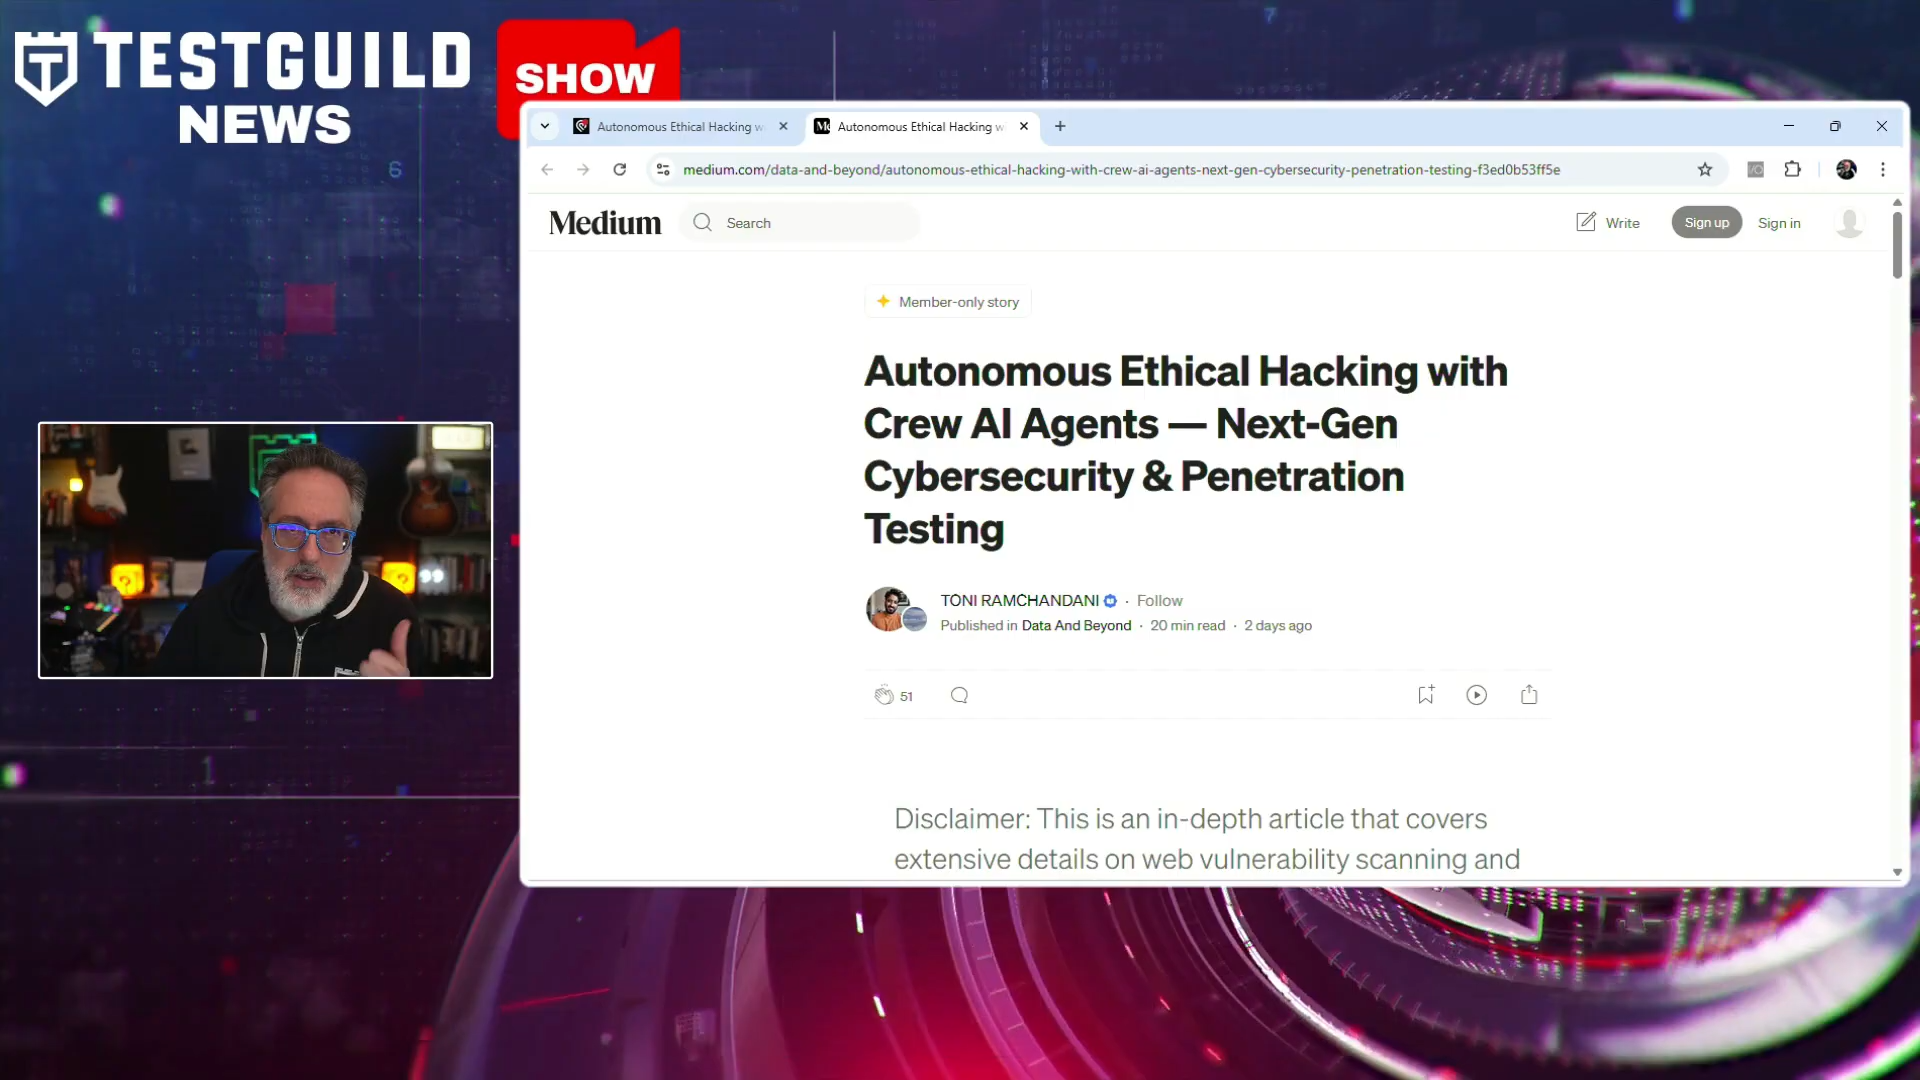 TESTGUILD
NEWS
SHOW
Autonomous Ethical Hacking w
Autonomous Ethical Hacking w
medium.com/data-and-beyond/autonomous-ethical-hacking-with-crew-ai-agents-next-gen-cybersecurity-penetration-testing-f3ed0b53ff5e
Medium
Search
Write
Sign up
Sign in
Member-only story
Autonomous Ethical Hacking with
Crew AI Agents — Next-Gen
Cybersecurity & Penetration
Testing
TONI RAMCHANDANI · Follow
Published in Data And Beyond · 20 min read · 2 days ago
51
Disclaimer: This is an in-depth article that covers
extensive details on web vulnerability scanning and